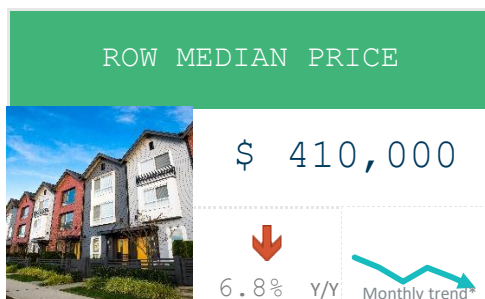 ROW MEDIAN PRICE
$ 410,000
6.8% Y/Y
Monthly trend*